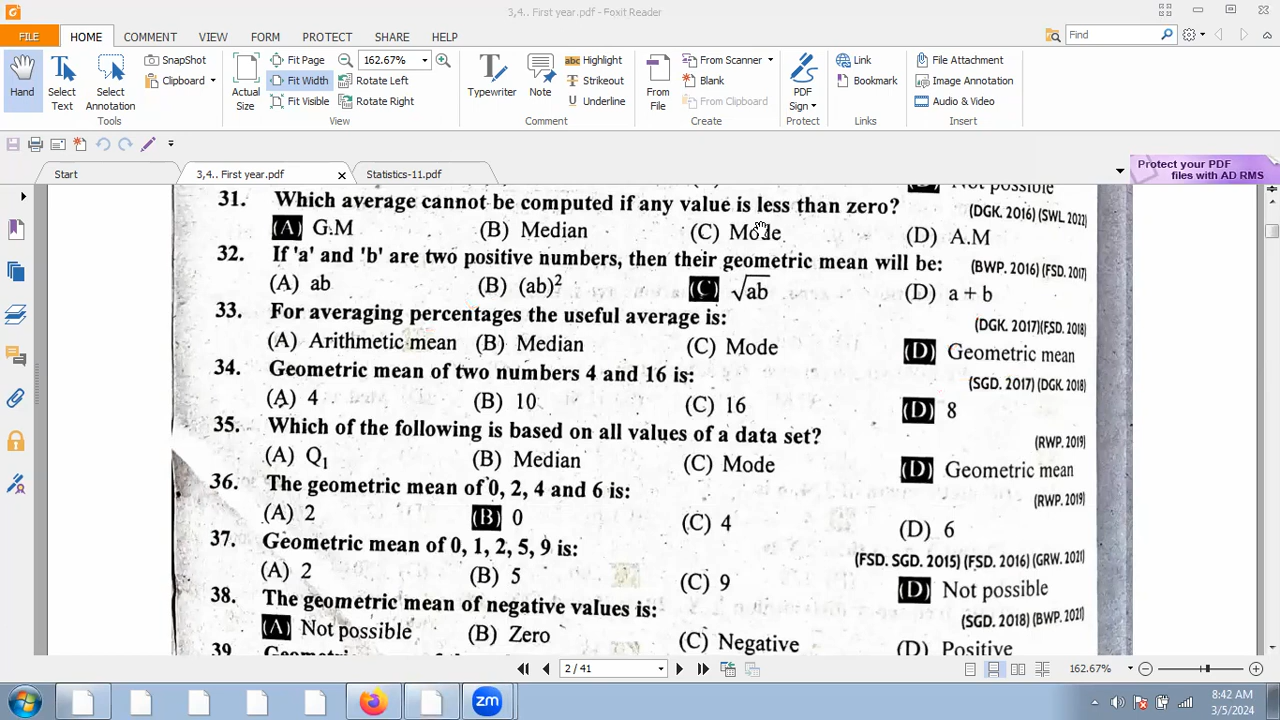 3,4.. First year.pdf - Foxit Reader
FILE HOME COMMENT VIEW FORM PROTECT SHARE HELP
Find
SnapShot Fit Page 162.67% Highlight From Scanner Link File Attachment
Hand Select Text Select Annotation Clipboard Actual Size Fit Width Rotate Left Typewriter Note Strikeout From File Blank PDF Sign Bookmark Image Annotation
Fit Visible Rotate Right Underline From Clipboard Audio & Video
Tools View Comment Create Protect Links Insert
Start 3,4.. First year.pdf Statistics-11.pdf
Protect your PDF
files with AD RMS
Not possible
31. Which average cannot be computed if any value is less than zero? (DGK. 2016) (SWL 2022)
(A) G.M (B) Median (C) Mode (D) A.M
32. If 'a' and 'b' are two positive numbers, then their geometric mean will be: (BWP. 2016) (FSD. 2017)
(A) ab (B) (ab)² (C) √ab (D) a + b
33. For averaging percentages the useful average is: (DGK. 2017)(FSD. 2018)
(A) Arithmetic mean (B) Median (C) Mode (D) Geometric mean
34. Geometric mean of two numbers 4 and 16 is: (SGD. 2017) (DGK. 2018)
(A) 4 (B) 10 (C) 16 (D) 8
35. Which of the following is based on all values of a data set? (RWP. 2019)
(A) Q₁ (B) Median (C) Mode (D) Geometric mean
36. The geometric mean of 0, 2, 4 and 6 is: (RWP. 2019)
(A) 2 (B) 0 (C) 4 (D) 6
37. Geometric mean of 0, 1, 2, 5, 9 is: (FSD. SGD. 2015) (FSD. 2016) (GRW. 2021)
(A) 2 (B) 5 (C) 9 (D) Not possible
38. The geometric mean of negative values is: (SGD. 2018) (BWP. 2021)
(A) Not possible (B) Zero (C) Negative (D) Positive
39
2 / 41 162.67%
zm
8:42 AM
3/5/2024